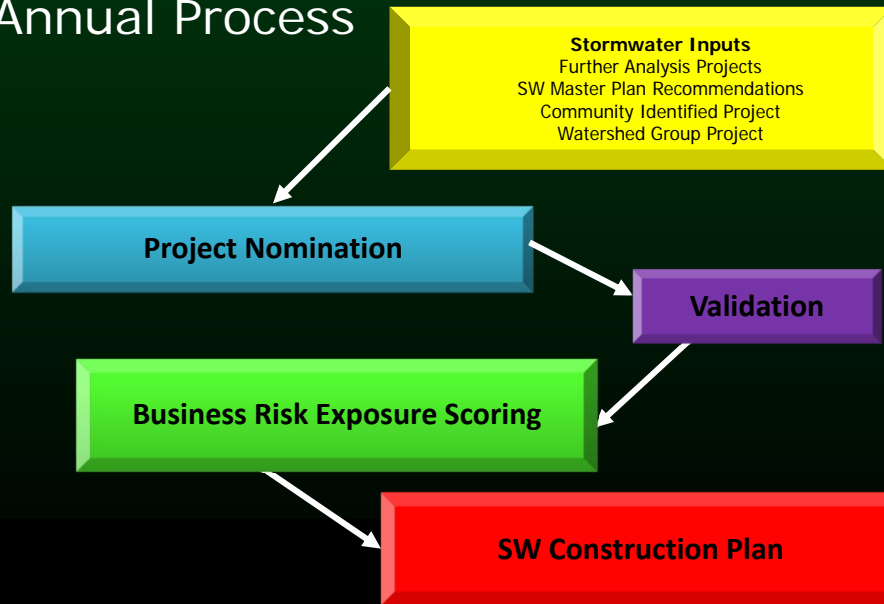 Annual Process
Stormwater Inputs
Further Analysis Projects
SW Master Plan Recommendations
Community Identified Project
Watershed Group Project
Project Nomination
Validation
Business Risk Exposure Scoring
SW Construction Plan